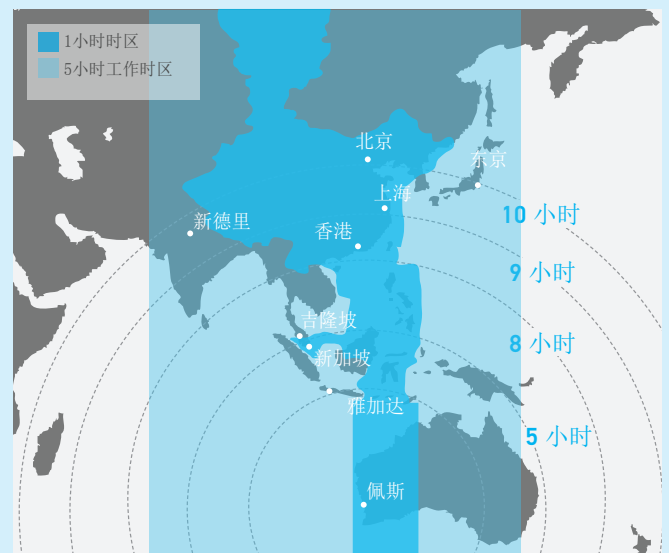 1小时时区
5小时工作时区
北京
东京
上海
新德里
10 小时
香港
9 小时
吉隆坡
8 小时
新加坡
雅加达
5 小时
佩斯